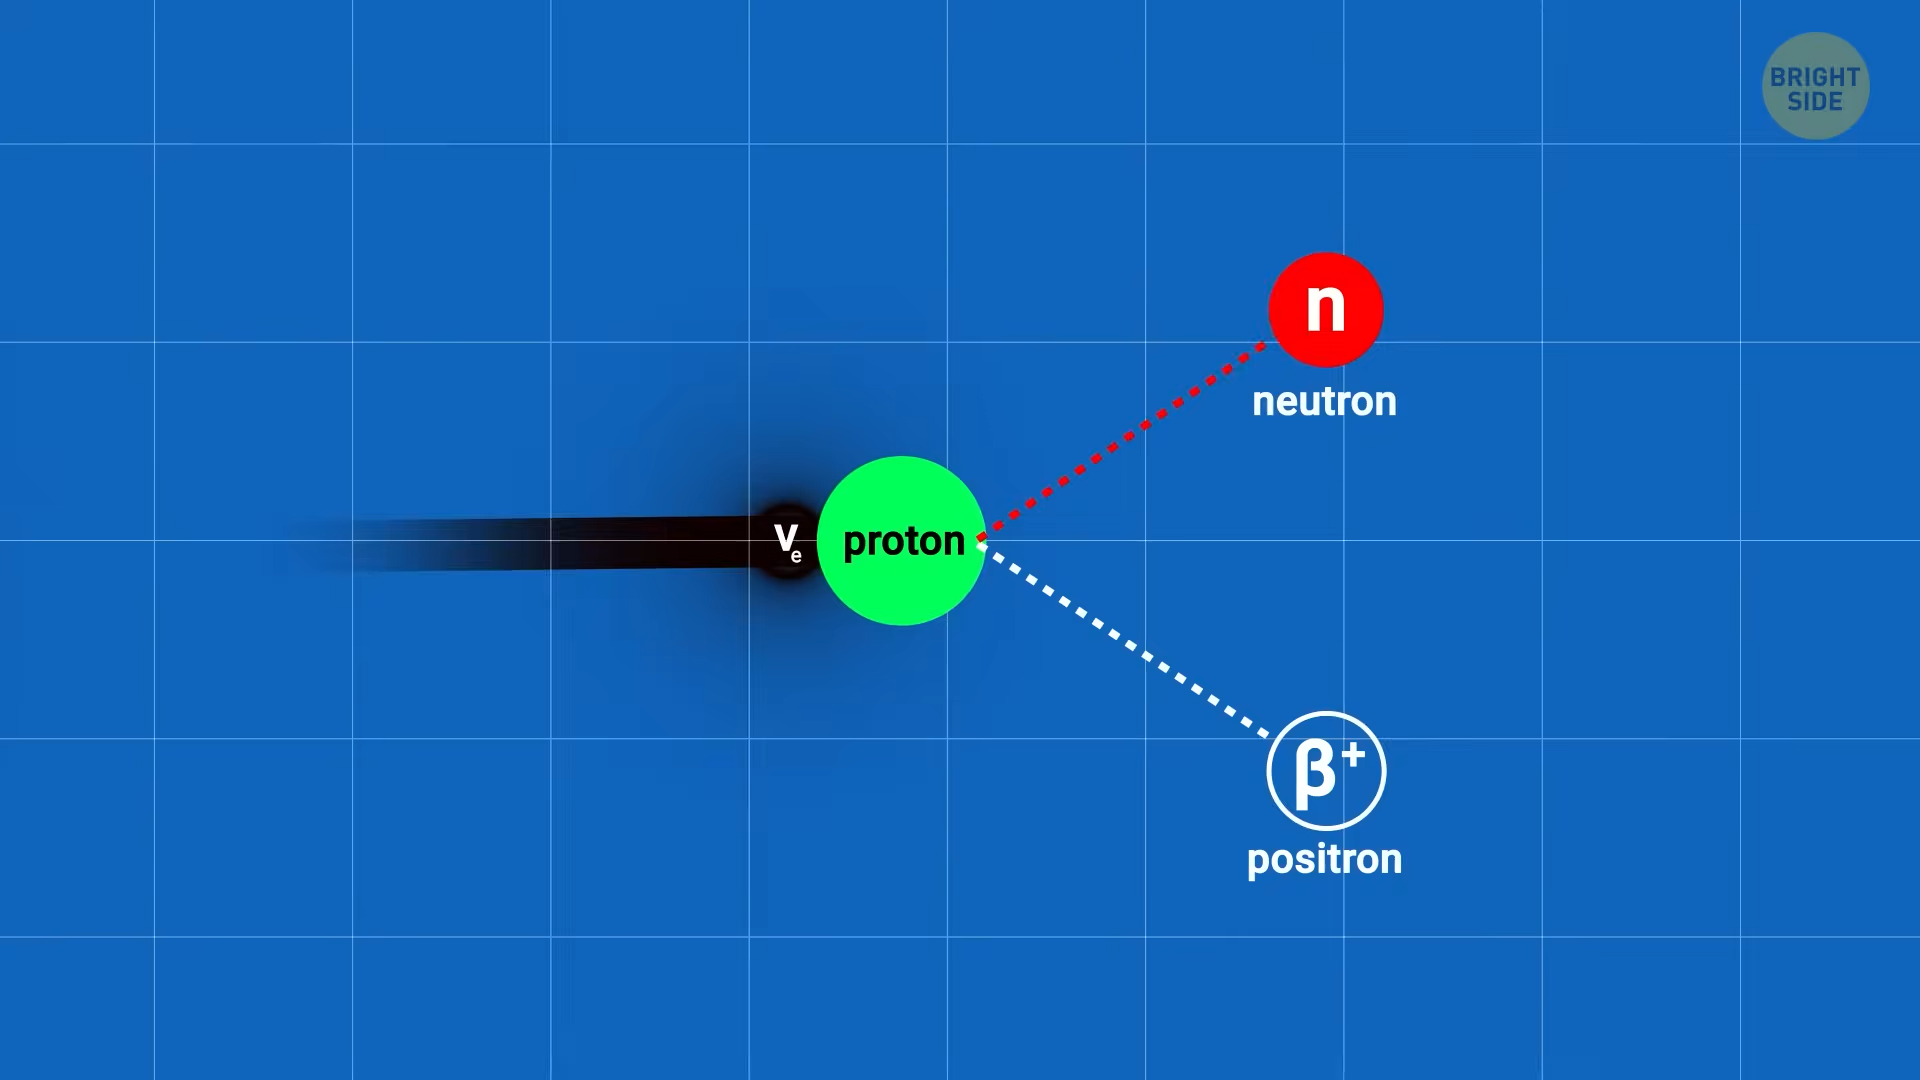 BRIGHT
SIDE
n
neutron
νe
proton
β+
positron